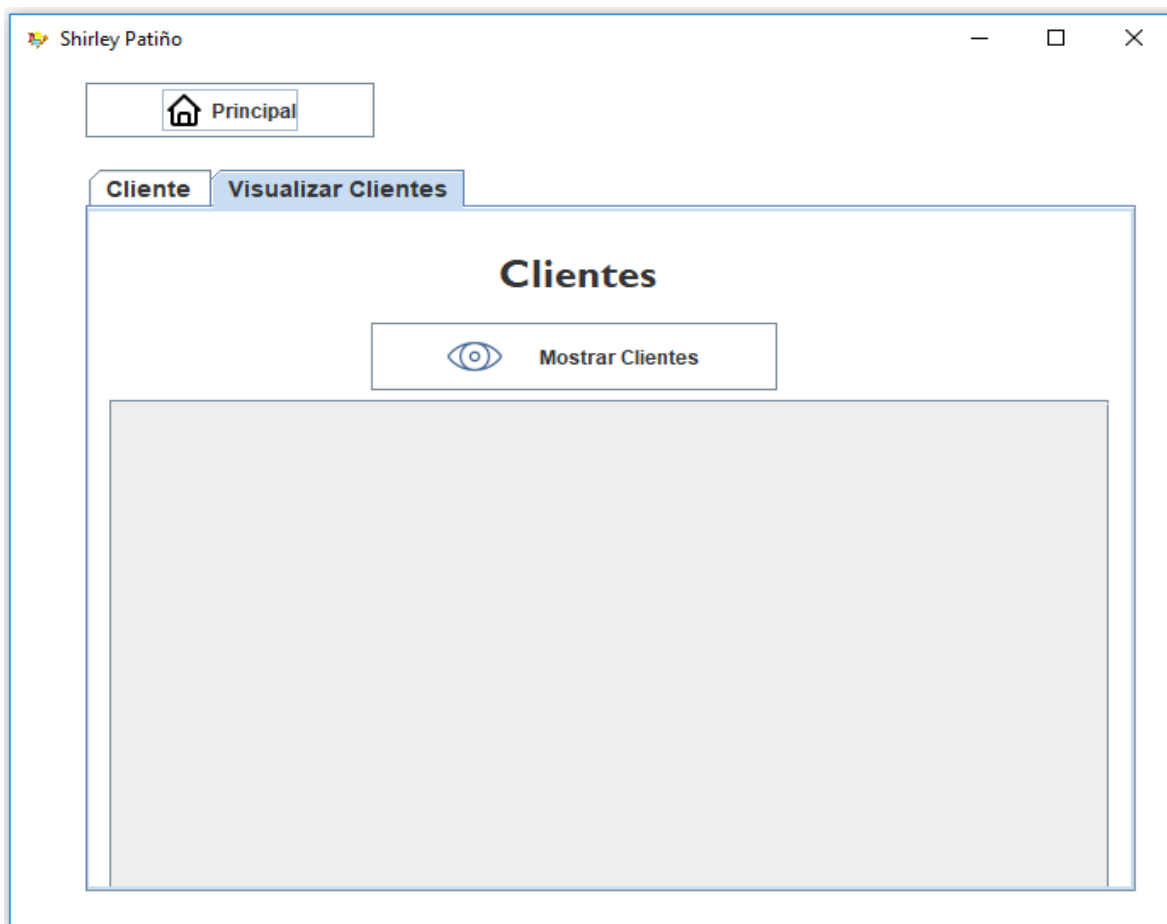 Shirley Patiño
Principal
Cliente Visualizar Clientes
Clientes
Mostrar Clientes